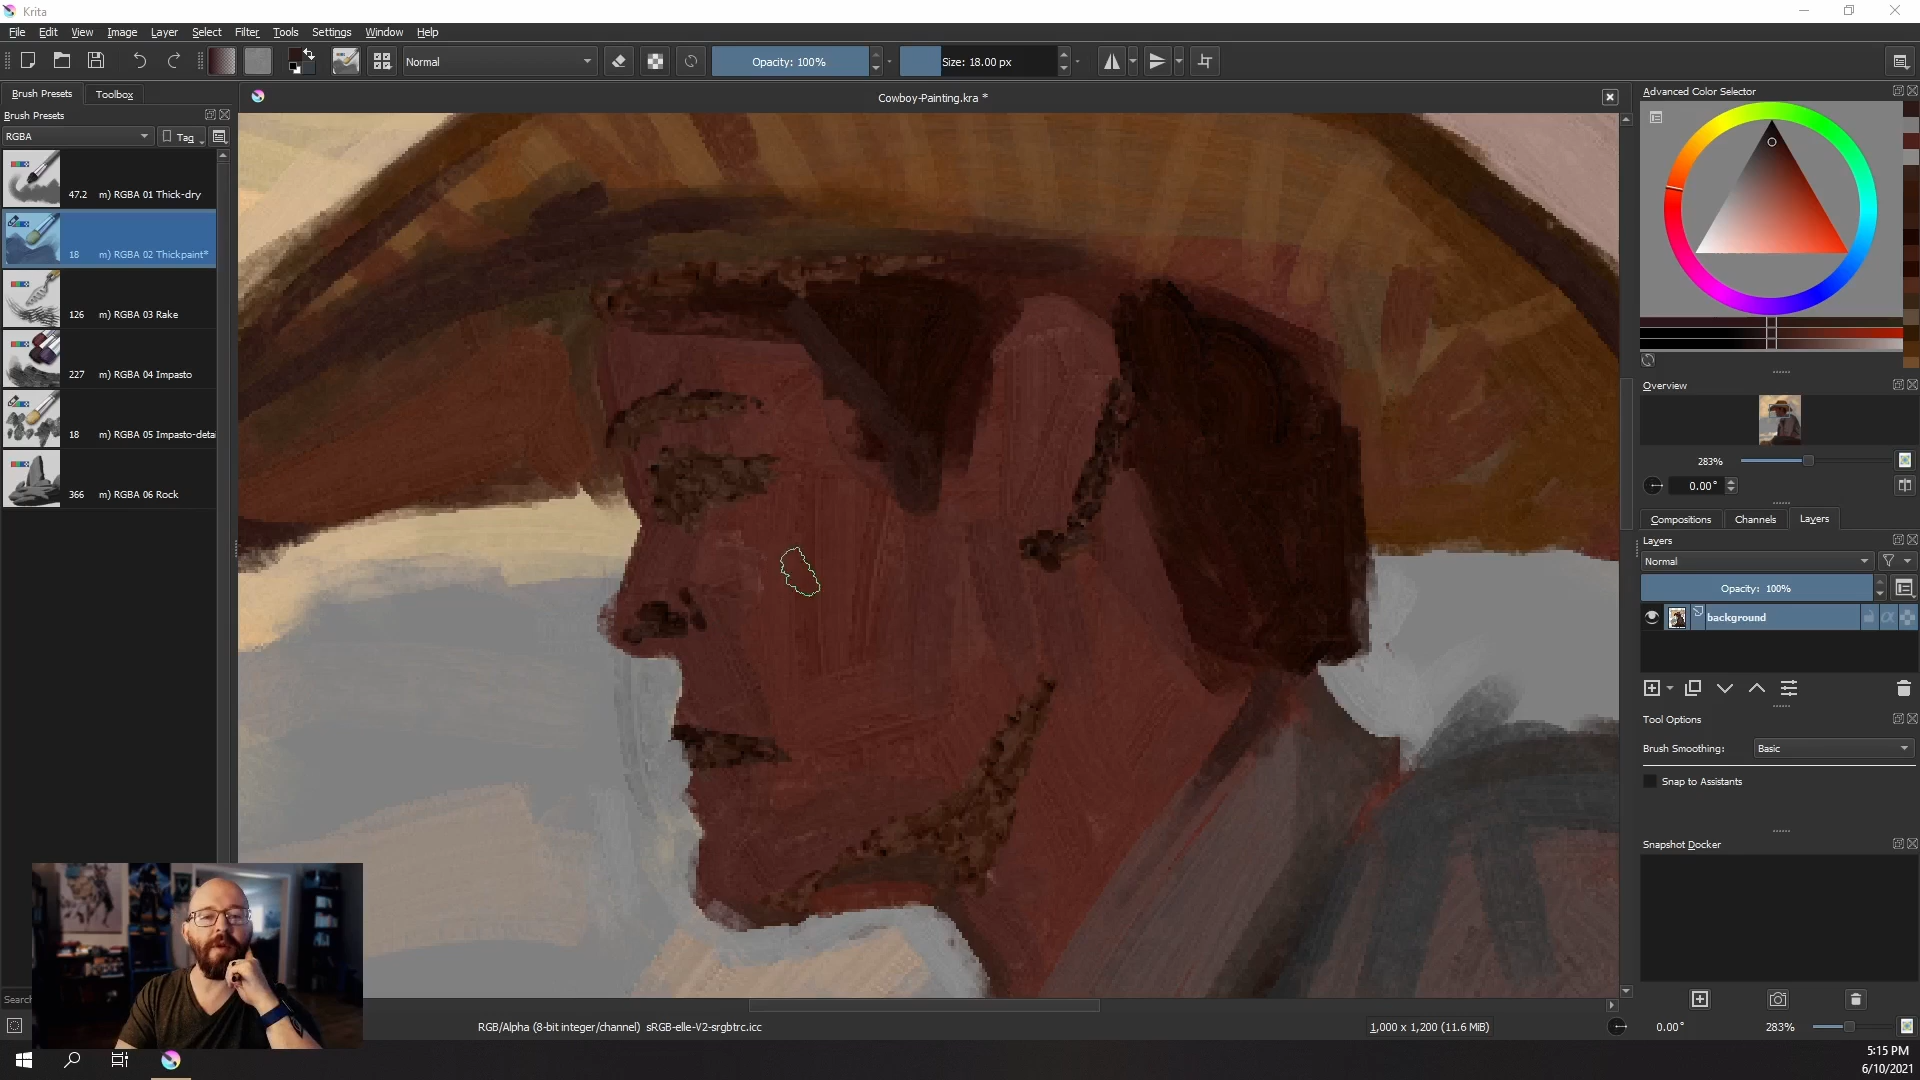 Krita
File Edit View Image Layer Select Filter Tools Settings Window Help
Normal
Opacity: 100%
Size: 18.00 px
Brush Presets Toolbox
Brush Presets
RGBA
Tag
47.2 m) RGBA 01 Thick-dry
18 m) RGBA 02 Thickpaint*
126 m) RGBA 03 Rake
227 m) RGBA 04 Impasto
18 m) RGBA 05 Impasto-detai
366 m) RGBA 06 Rock
Search
Cowboy-Painting.kra *
Advanced Color Selector
Overview
283%
0.00°
Compositions Channels Layers
Layers
Normal
Opacity: 100%
background
Tool Options
Brush Smoothing: Basic
Snap to Assistants
Snapshot Docker
RGB/Alpha (8-bit integer/channel) sRGB-elle-V2-srgbtrc.icc
1,000 x 1,200 (11.6 MiB)
0.00°
283%
5:15 PM
6/10/2021